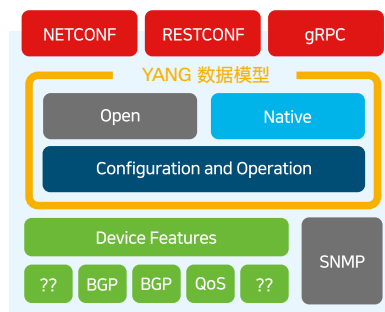 NETCONF RESTCONF gRPC
YANG 数据模型
Open Native
Configuration and Operation
Device Features
SNMP
?? BGP BGP QoS ??